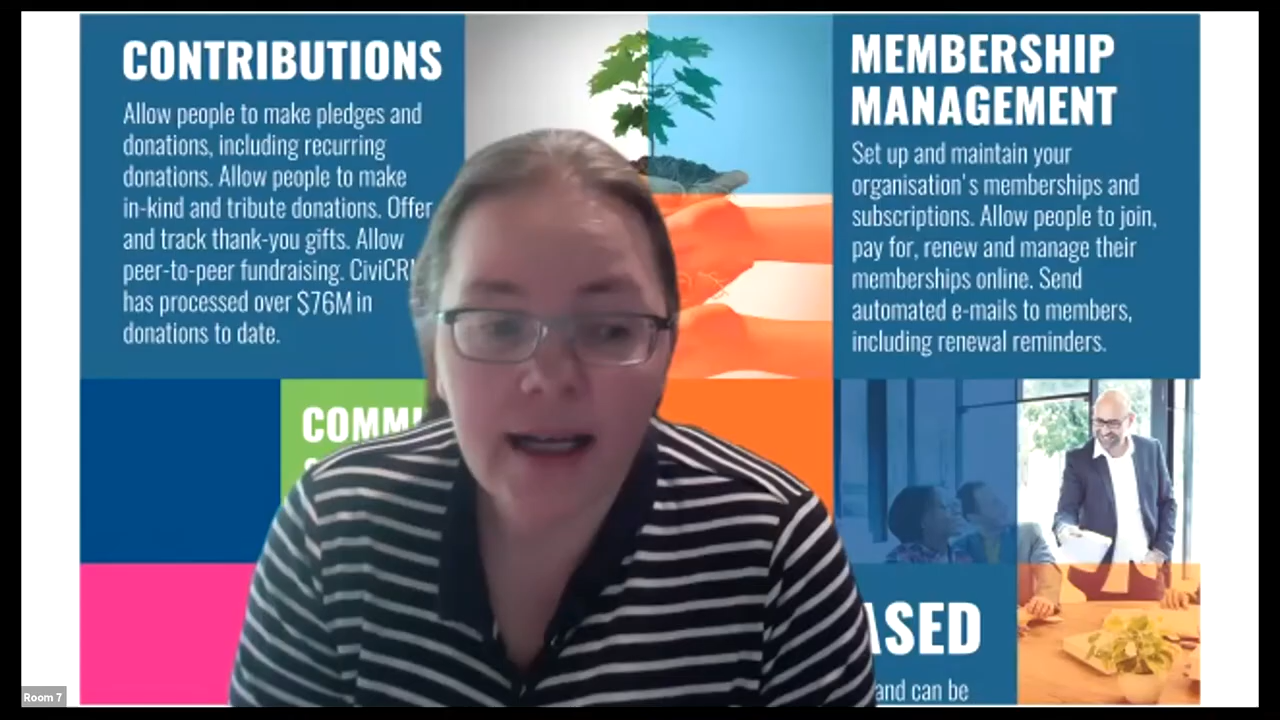 CONTRIBUTIONS
Allow people to make pledges and
donations, including recurring
donations. Allow people to make
in-kind and tribute donations. Offer
and track thank-you gifts. Allow
peer-to-peer fundraising.
has processed over $76M in
donations to date.
MEMBERSHIP
MANAGEMENT
Set up and maintain your
organisation's memberships and
subscriptions. Allow people to join,
pay for, renew and manage their
memberships online. Send
automated e-mails to members,
including renewal reminders.
and can be
Room 7